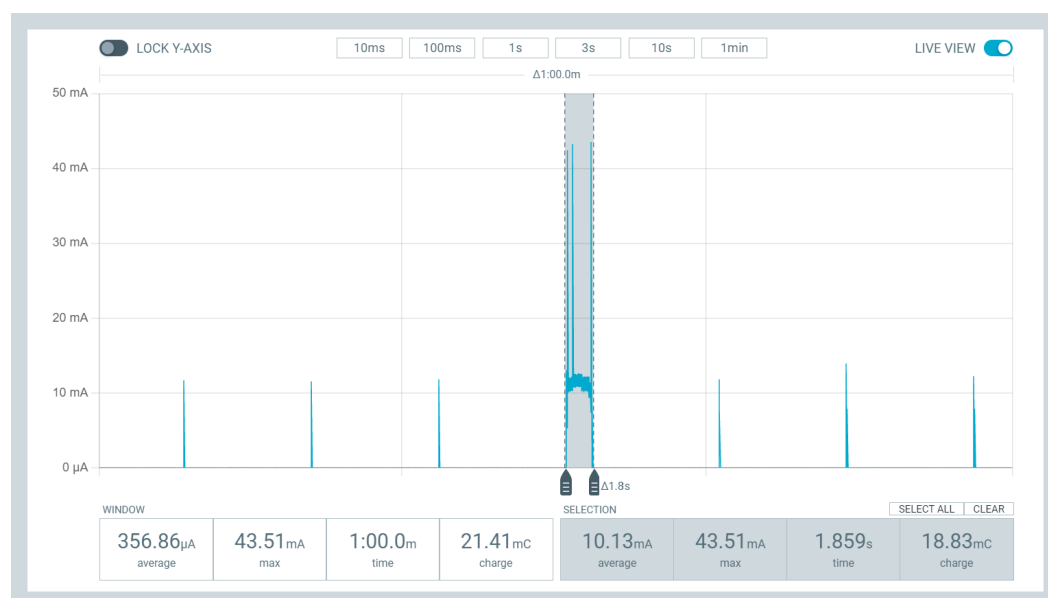 LOCK Y-AXIS 10ms 100ms 1s 3s 10s 1min LIVE VIEW
Δ1:00.0m
50 mA
40 mA
30 mA
20 mA
10 mA
0 µA
Δ1.8s
WINDOW SELECTION SELECT ALL CLEAR
356.86µA 43.51mA 1:00.0m 21.41mC 10.13mA 43.51mA 1.859s 18.83mC
average max time charge average max time charge